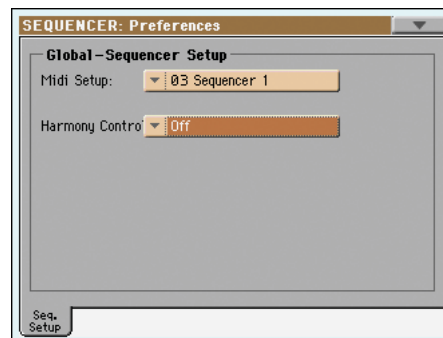 SEQUENCER: Preferences
Global-Sequencer Setup
Midi Setup: 03 Sequencer 1
Harmony Contro Off
Seq.
Setup